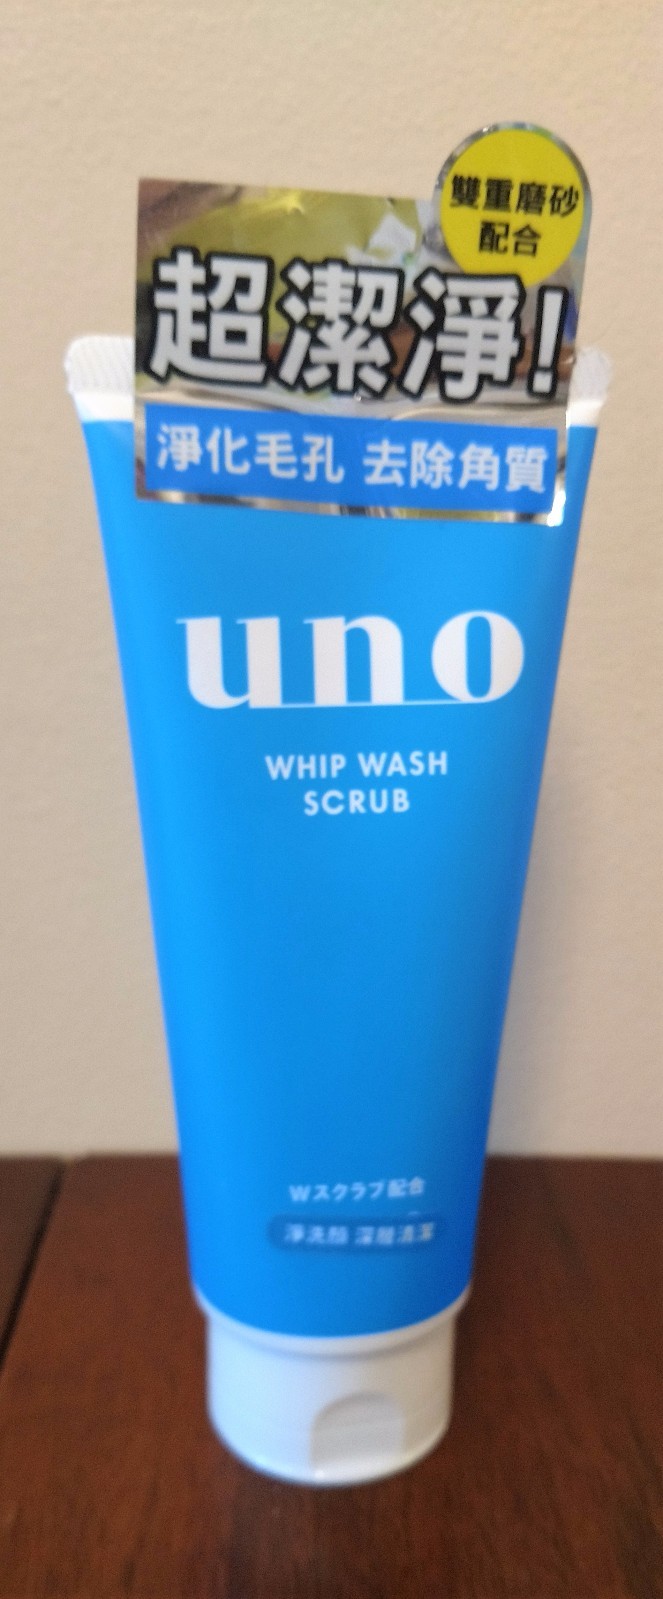 雙重磨砂
配合
超潔淨!
淨化毛孔 去除角質
uno
WHIP WASH
SCRUB
Wスクラブ配合
淨洗顏 深層清潔